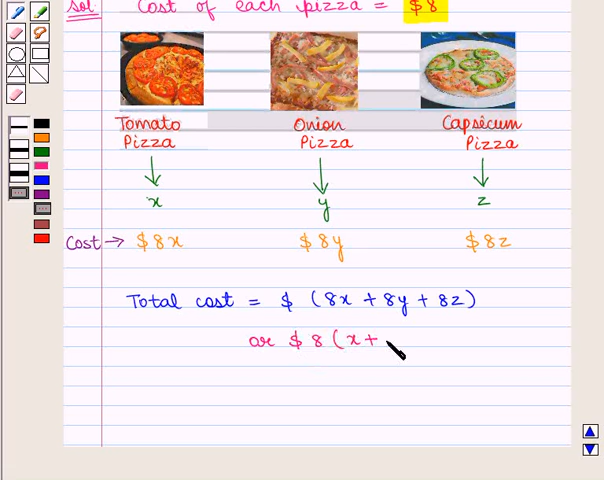 Sol Cost of each pizza = $8
Tomato Pizza
Onion Pizza
Capsicum Pizza
x
y
z
Cost → $8x $8y $8z
Total cost = $ (8x + 8y + 8z)
or $ 8 (x +